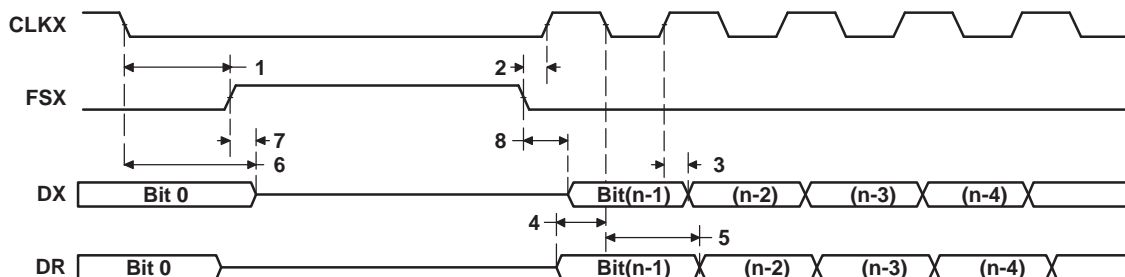 CLKX
1
2
FSX
7
8
6
3
DX
Bit 0
Bit(n-1)
(n-2)
(n-3)
(n-4)
4
5
DR
Bit 0
Bit(n-1)
(n-2)
(n-3)
(n-4)